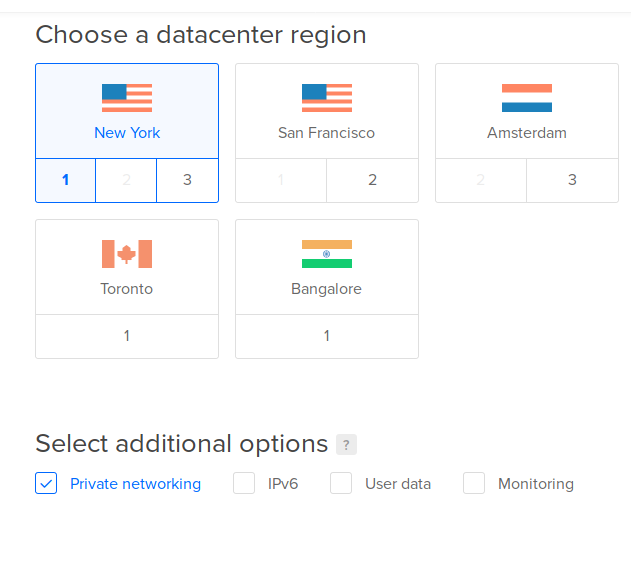 Choose a datacenter region
New York San Francisco Amsterdam
1 2 3 1 2 2 3
Toronto Bangalore
1 1
Select additional options ?
Private networking IPv6 User data Monitoring